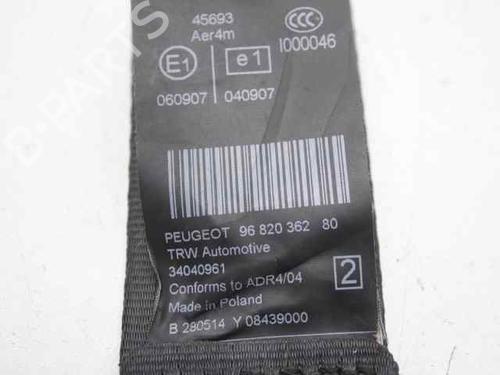 45693
Aer4m
CCC
I000046
E1
e1
060907
040907
PEUGEOT 96 820 362 80
TRW Automotive
34040961
Conforms to ADR4/04
2
Made in Poland
B 280514 Y 08439000
B-PARTS